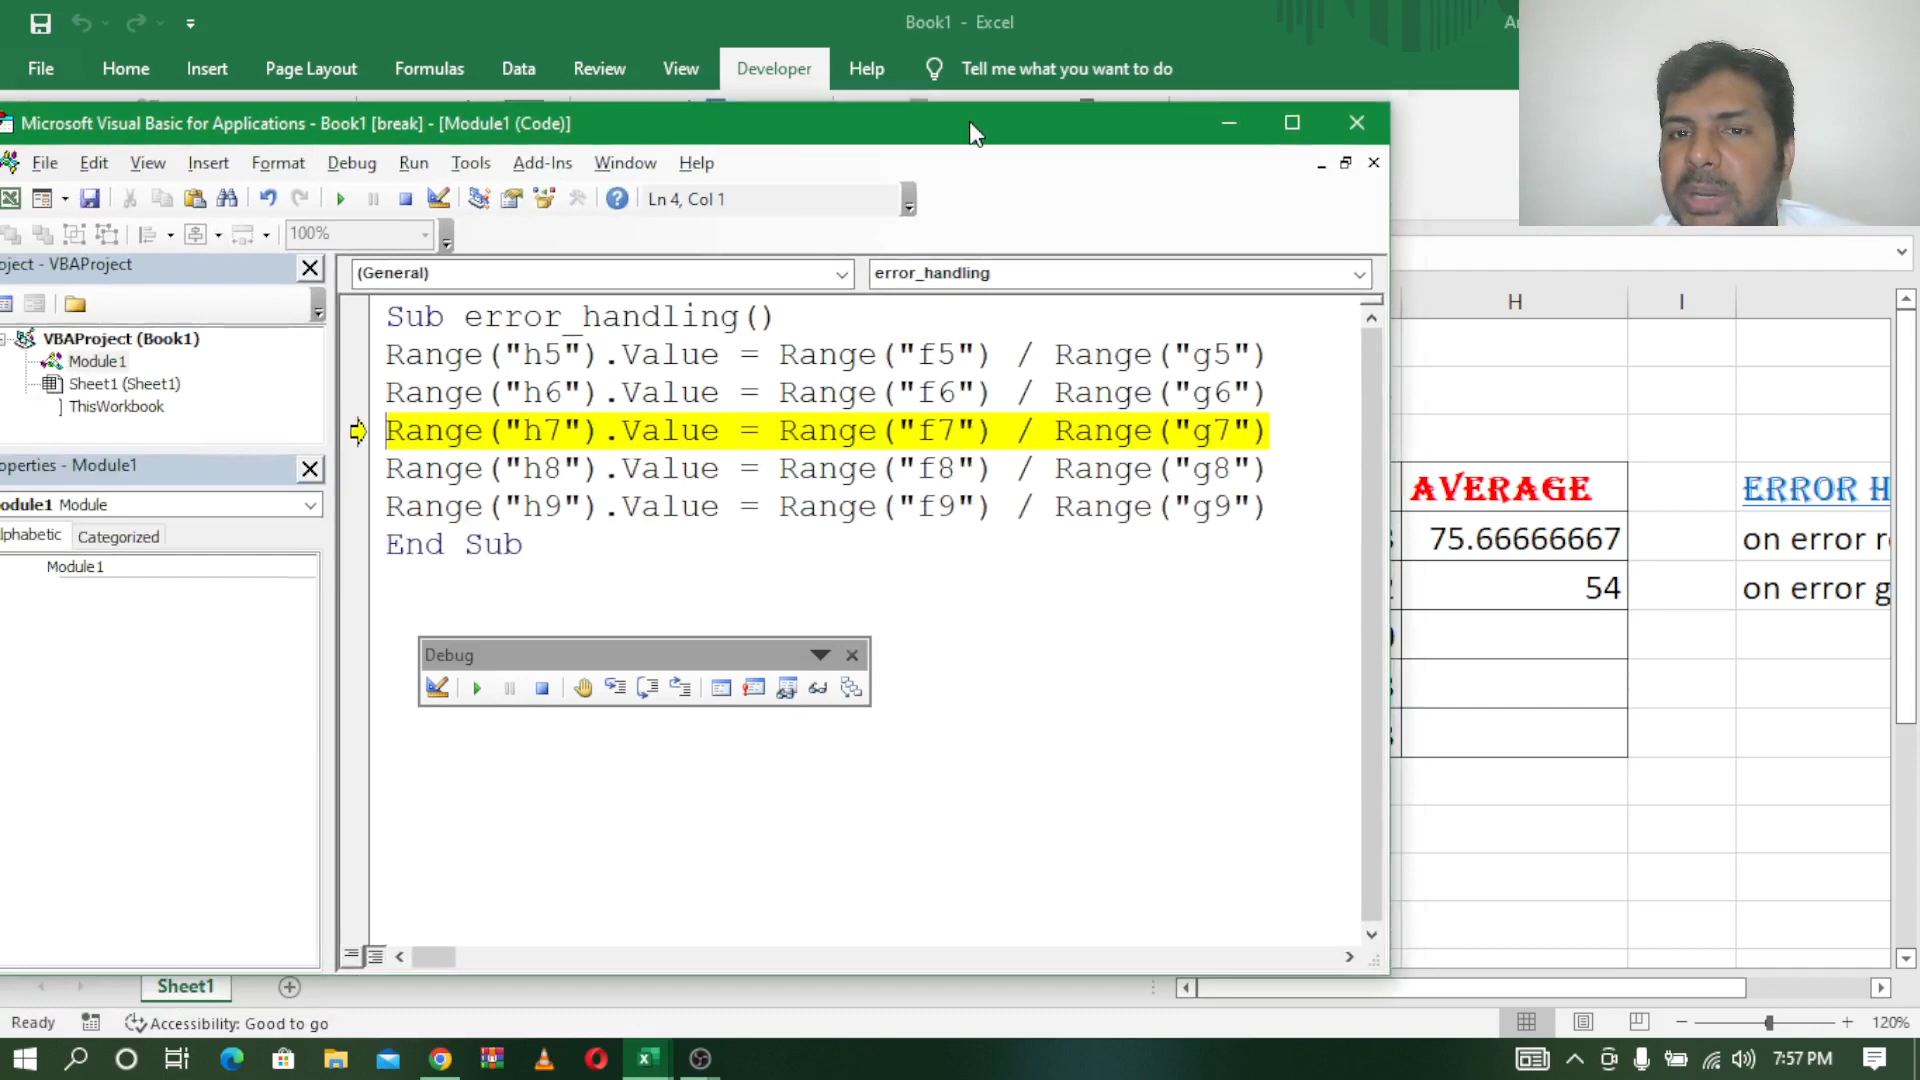 Book1 - Excel
File Home Insert Page Layout Formulas Data Review View Developer Help Tell me what you want to do
Microsoft Visual Basic for Applications - Book1 [break] - [Module1 (Code)]
File Edit View Insert Format Debug Run Tools Add-Ins Window Help
Ln 4, Col 1
100%
oject - VBAProject
(General)
error_handling
VBAProject (Book1)
Module1
Sheet1 (Sheet1)
ThisWorkbook
operties - Module1
odule1 Module
lphabetic Categorized
Module1
Sub error_handling()
Range("h5").Value = Range("f5") / Range("g5")
Range("h6").Value = Range("f6") / Range("g6")
Range("h7").Value = Range("f7") / Range("g7")
Range("h8").Value = Range("f8") / Range("g8")
Range("h9").Value = Range("f9") / Range("g9")
End Sub
Debug
H I
AVERAGE ERROR H
75.66666667 on error r
54 on error g
Sheet1
Ready Accessibility: Good to go 120%
7:57 PM